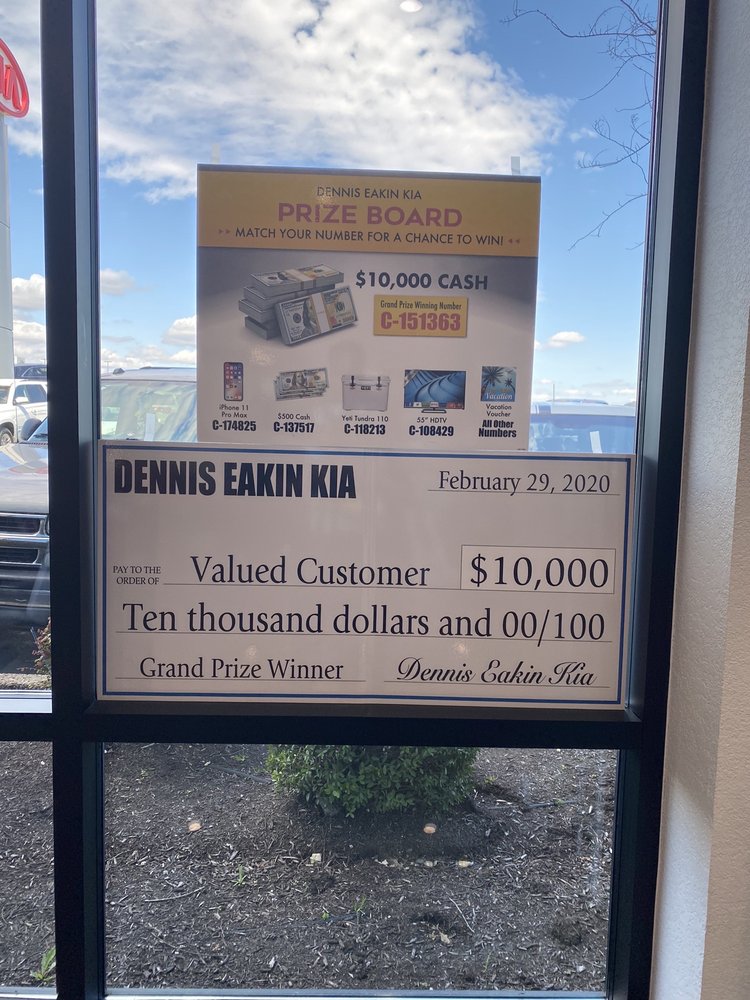 DENNIS EAKIN KIA
PRIZE BOARD
MATCH YOUR NUMBER FOR A CHANCE TO WIN!
$10,000 CASH
Grand Prize Winning Number
C-151363
iPhone 11
Pro Max
C-174825
$500 Cash
C-137517
YETI
Yeti Tundra 110
C-118213
55" HDTV
C-108429
Vacation
Vacation
Voucher
All Other
Numbers
DENNIS EAKIN KIA
February 29, 2020
PAY TO THE
ORDER OF
Valued Customer
$10,000
Ten thousand dollars and 00/100
Grand Prize Winner
Dennis Eakin Kia